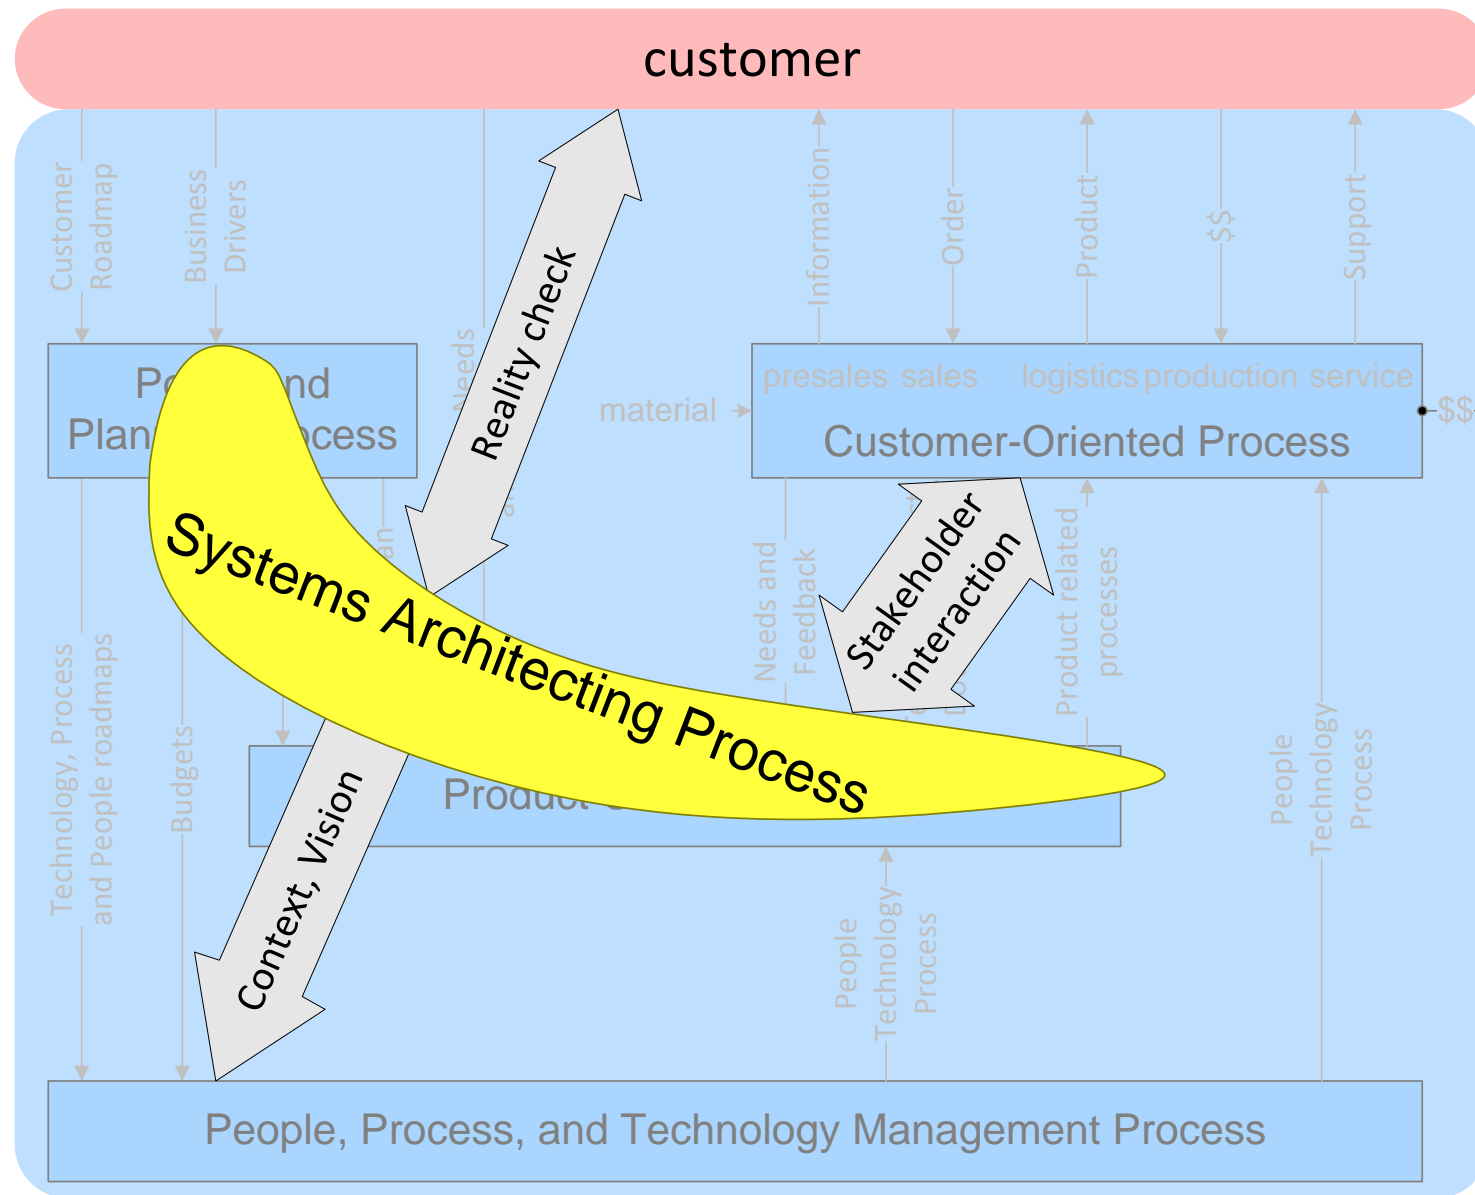 customer
Customer
Roadmap
Business
Drivers
Needs
Reality check
Information
Order
Product
$$
Support
presales sales logistics production service
Customer-Oriented Process
material
$$
Systems Architecting Process
Stakeholder
interaction
Needs and
Feedback
Product related
processes
People
Technology
Process
Technology, Process
and People roadmaps
Budgets
Product
Context, Vision
People
Technology
Process
People, Process, and Technology Management Process